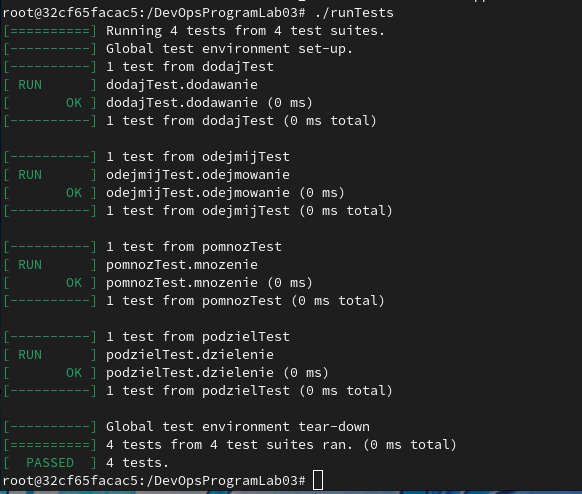 root@32cf65facac5:/DevOpsProgramLab03# ./runTests
[==========] Running 4 tests from 4 test suites.
[----------] Global test environment set-up.
[----------] 1 test from dodajTest
[ RUN      ] dodajTest.dodawanie
[       OK ] dodajTest.dodawanie (0 ms)
[----------] 1 test from dodajTest (0 ms total)

[----------] 1 test from odejmijTest
[ RUN      ] odejmijTest.odejmowanie
[       OK ] odejmijTest.odejmowanie (0 ms)
[----------] 1 test from odejmijTest (0 ms total)

[----------] 1 test from pomnozTest
[ RUN      ] pomnozTest.mnozenie
[       OK ] pomnozTest.mnozenie (0 ms)
[----------] 1 test from pomnozTest (0 ms total)

[----------] 1 test from podzielTest
[ RUN      ] podzielTest.dzielenie
[       OK ] podzielTest.dzielenie (0 ms)
[----------] 1 test from podzielTest (0 ms total)

[----------] Global test environment tear-down
[==========] 4 tests from 4 test suites ran. (0 ms total)
[  PASSED  ] 4 tests.
root@32cf65facac5:/DevOpsProgramLab03#